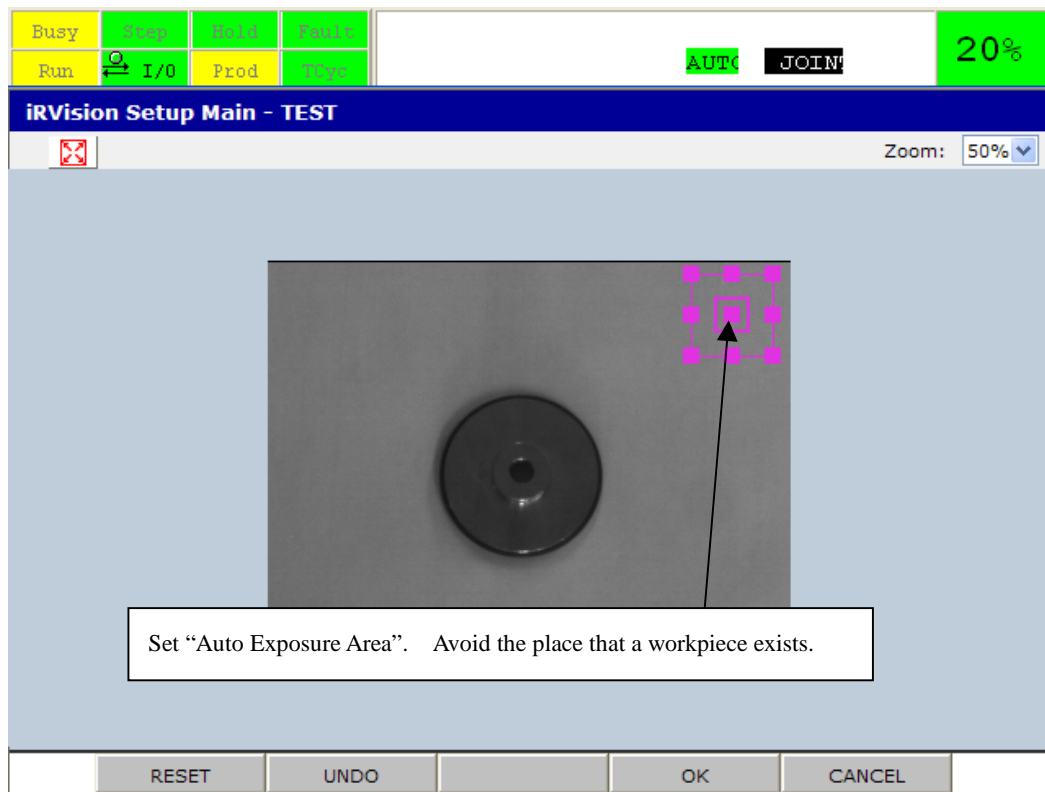 Busy Step Hold Fault
Run I/O Prod TCyc
AUTO JOINT
20%
iRVision Setup Main - TEST
Zoom: 50%
Set “Auto Exposure Area”. Avoid the place that a workpiece exists.
RESET UNDO OK CANCEL